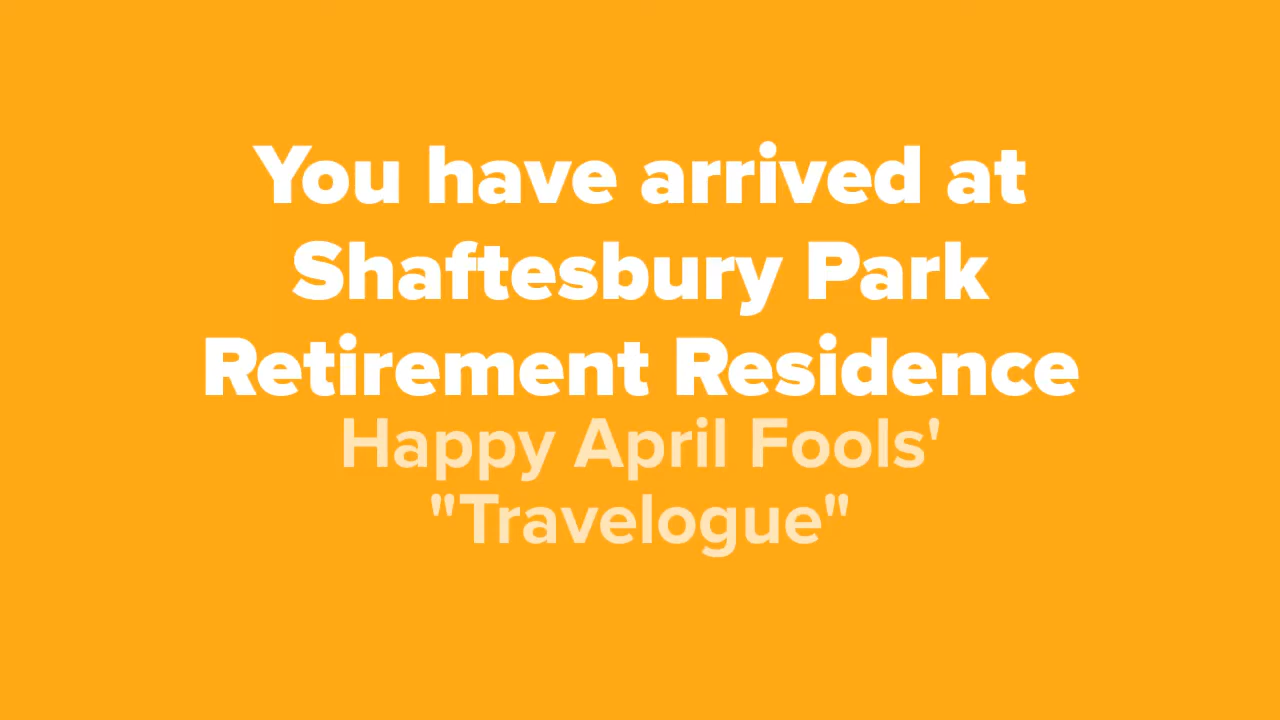 You have arrived at
Shaftesbury Park
Retirement Residence
Happy April Fools'
"Travelogue"